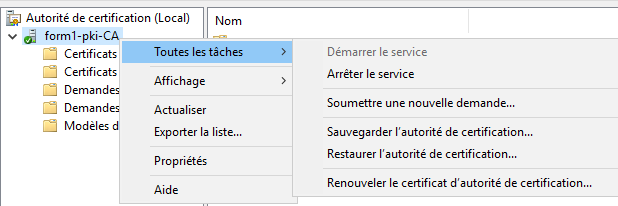 Autorité de certification (Local)
Nom
form1-pki-CA
Certificats
Certificats
Demandes
Demandes
Modèles d
Toutes les tâches
Affichage
Actualiser
Exporter la liste...
Propriétés
Aide
Démarrer le service
Arrêter le service
Soumettre une nouvelle demande...
Sauvegarder l'autorité de certification...
Restaurer l'autorité de certification...
Renouveler le certificat d'autorité de certification...